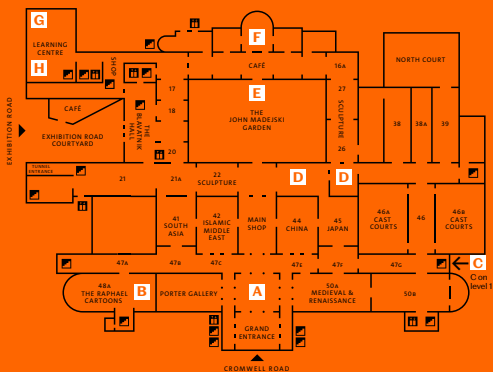 G
LEARNING
CENTRE
H
SHOP
F
CAFÉ
16A
NORTH COURT
17
18
20
E
THE
JOHN MADEJSKI
GARDEN
27
SCULPTURE
26
38
38A
39
CAFÉ
EXHIBITION ROAD
COURTYARD
THE
BLAVATNIK
HALL
EXHIBITION ROAD
TUNNEL
ENTRANCE
21
21A
22
SCULPTURE
D
D
41
SOUTH
ASIA
42
ISLAMIC
MIDDLE
EAST
MAIN
SHOP
44
CHINA
45
JAPAN
46A
CAST
COURTS
46
46B
CAST
COURTS
47A
47B
47C
47E
47F
47G
C
C on
level 1
48A
THE RAPHAEL
CARTOONS
B
PORTER GALLERY
A
50A
MEDIEVAL &
RENAISSANCE
50B
GRAND
ENTRANCE
CROMWELL ROAD